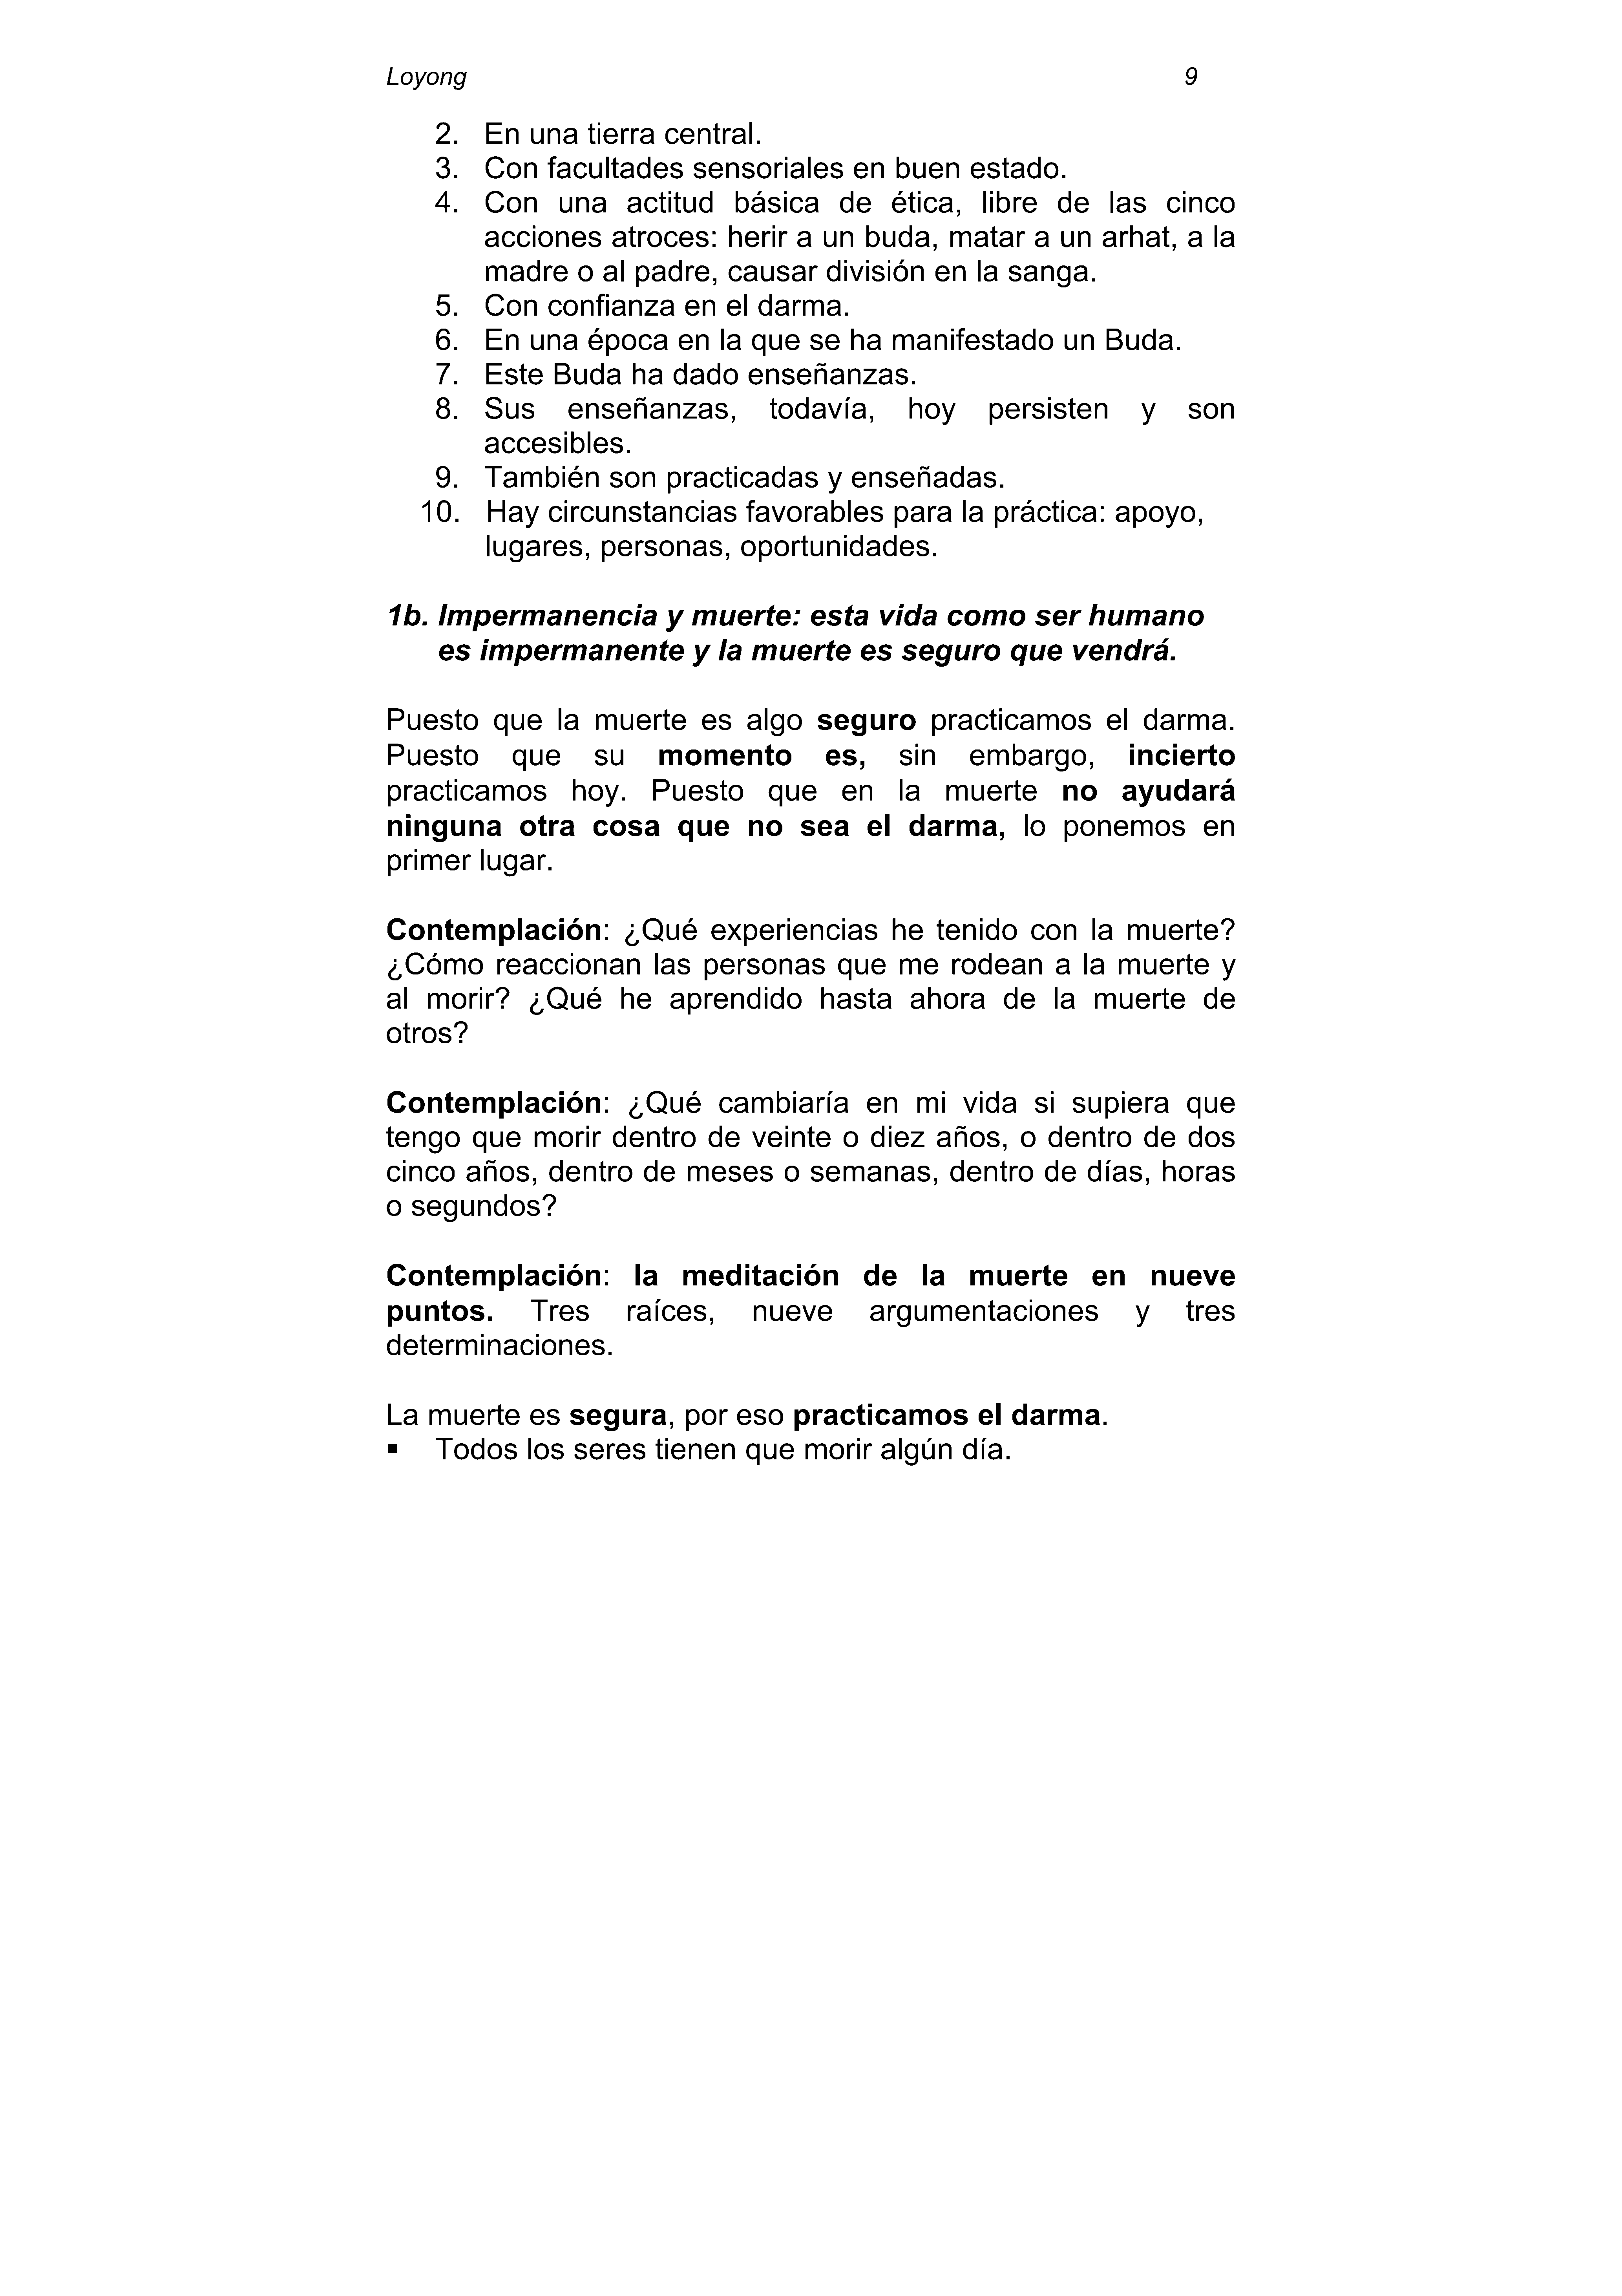 Loyong 9
2. En una tierra central.
3. Con facultades sensoriales en buen estado.
4. Con una actitud básica de ética, libre de las cinco
acciones atroces: herir a un buda, matar a un arhat, a la
madre o al padre, causar división en la sanga.
5. Con confianza en el darma.
6. En una época en la que se ha manifestado un Buda.
7. Este Buda ha dado enseñanzas.
8. Sus enseñanzas, todavía, hoy persisten y son
accesibles.
9. También son practicadas y enseñadas.
10. Hay circunstancias favorables para la práctica: apoyo,
lugares, personas, oportunidades.
1b. Impermanencia y muerte: esta vida como ser humano
es impermanente y la muerte es seguro que vendrá.
Puesto que la muerte es algo seguro practicamos el darma.
Puesto que su momento es, sin embargo, incierto
practicamos hoy. Puesto que en la muerte no ayudará
ninguna otra cosa que no sea el darma, lo ponemos en
primer lugar.
Contemplación: ¿Qué experiencias he tenido con la muerte?
¿Cómo reaccionan las personas que me rodean a la muerte y
al morir? ¿Qué he aprendido hasta ahora de la muerte de
otros?
Contemplación: ¿Qué cambiaría en mi vida si supiera que
tengo que morir dentro de veinte o diez años, o dentro de dos
cinco años, dentro de meses o semanas, dentro de días, horas
o segundos?
Contemplación: la meditación de la muerte en nueve
puntos. Tres raíces, nueve argumentaciones y tres
determinaciones.
La muerte es segura, por eso practicamos el darma.
▪ Todos los seres tienen que morir algún día.